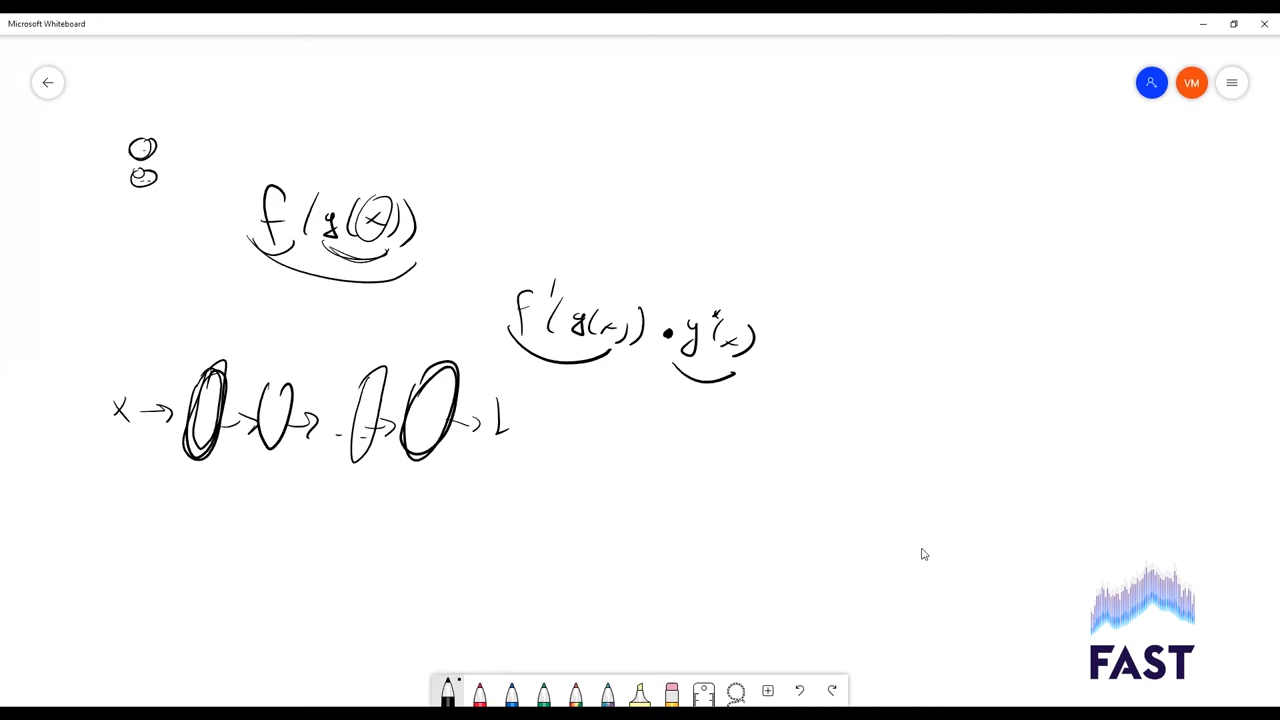 Microsoft Whiteboard
VM
f(g(x))
f'(g(x)) • g'(x)
x → → → . . → → L
FAST